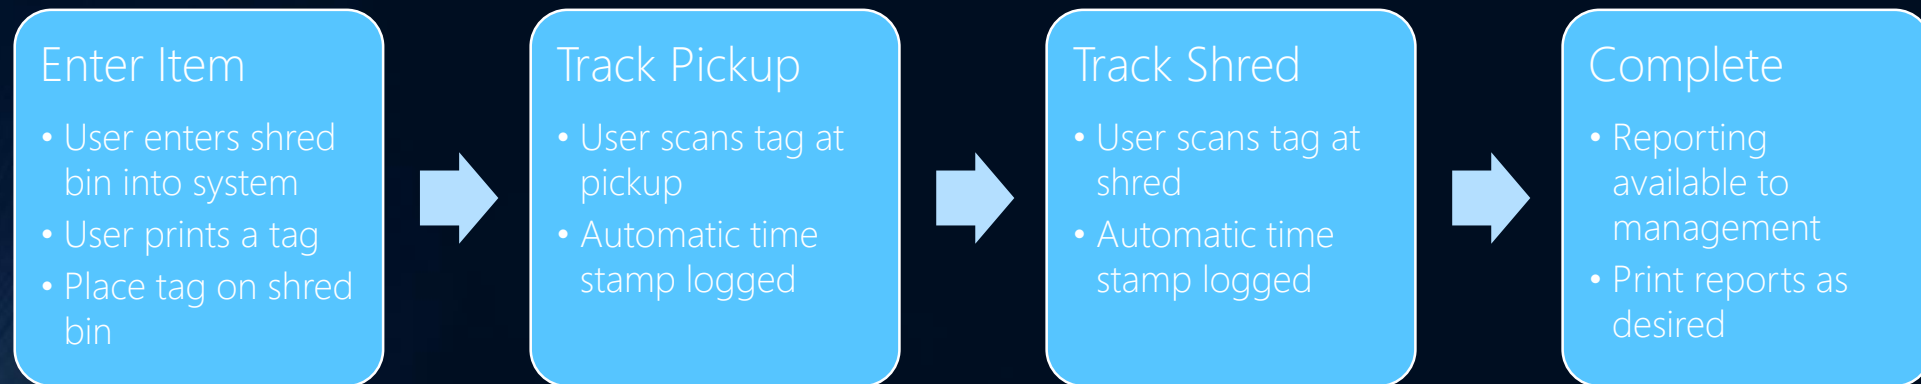 Enter Item
• User enters shred
bin into system
• User prints a tag
• Place tag on shred
bin
Track Pickup
• User scans tag at
pickup
• Automatic time
stamp logged
Track Shred
• User scans tag at
shred
• Automatic time
stamp logged
Complete
• Reporting
available to
management
• Print reports as
desired